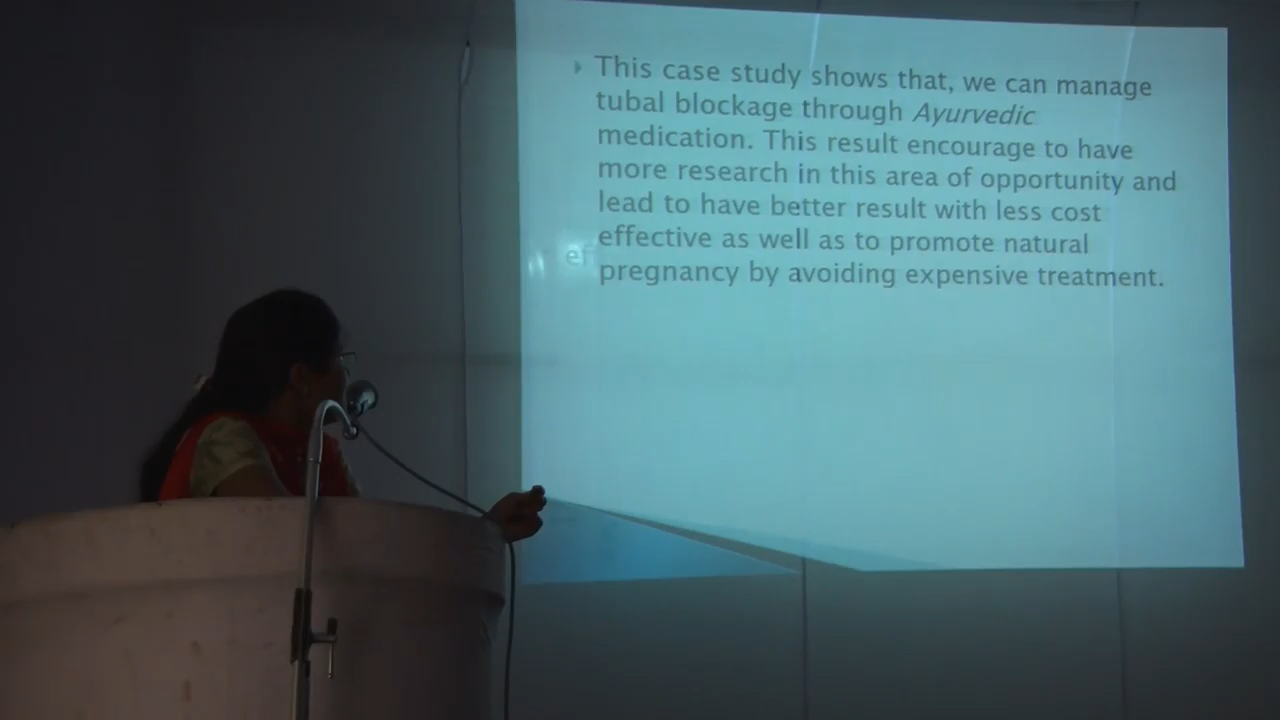 This case study shows that, we can manage
tubal blockage through Ayurvedic
medication. This result encourage to have
more research in this area of opportunity and
lead to have better result with less cost
effective as well as to promote natural
pregnancy by avoiding expensive treatment.